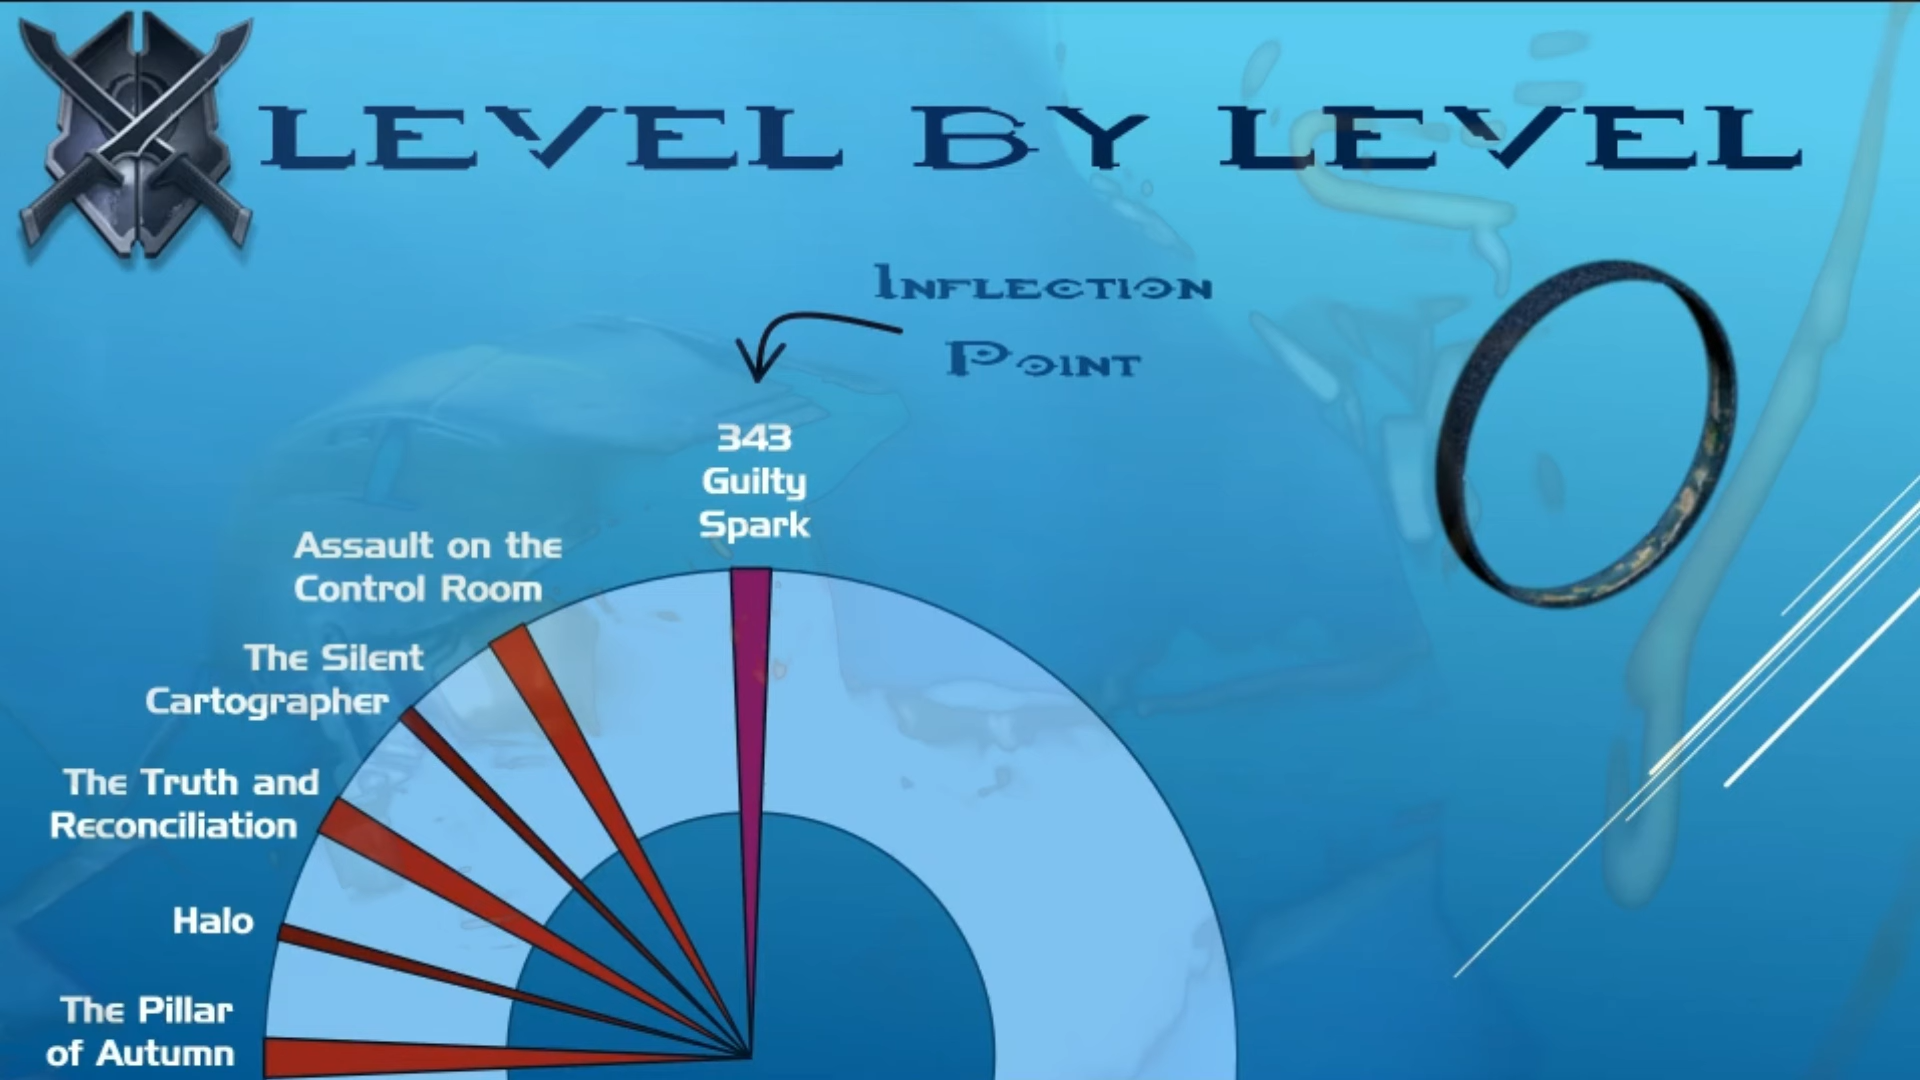 LEVEL BY LEVEL
INFLECTION
POINT
343
Guilty
Spark
Assault on the
Control Room
The Silent
Cartographer
The Truth and
Reconciliation
Halo
The Pillar
of Autumn